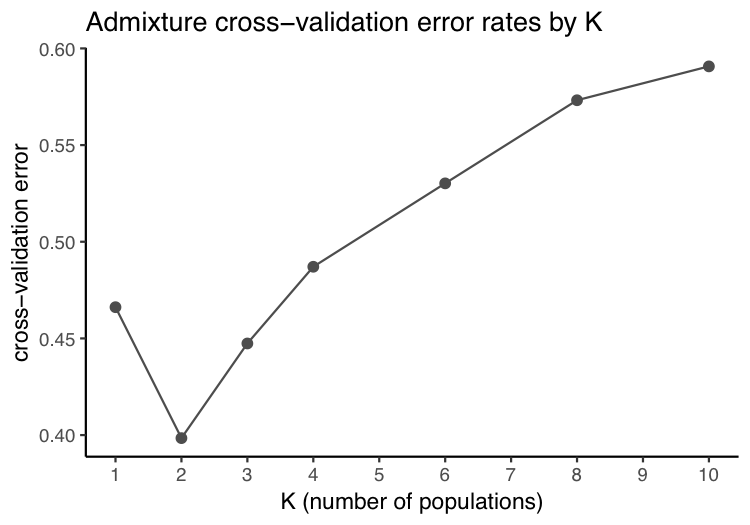 Admixture cross−validation error rates by K
cross−validation error
0.60
0.55
0.50
0.45
0.40
1 2 3 4 5 6 7 8 9 10
K (number of populations)